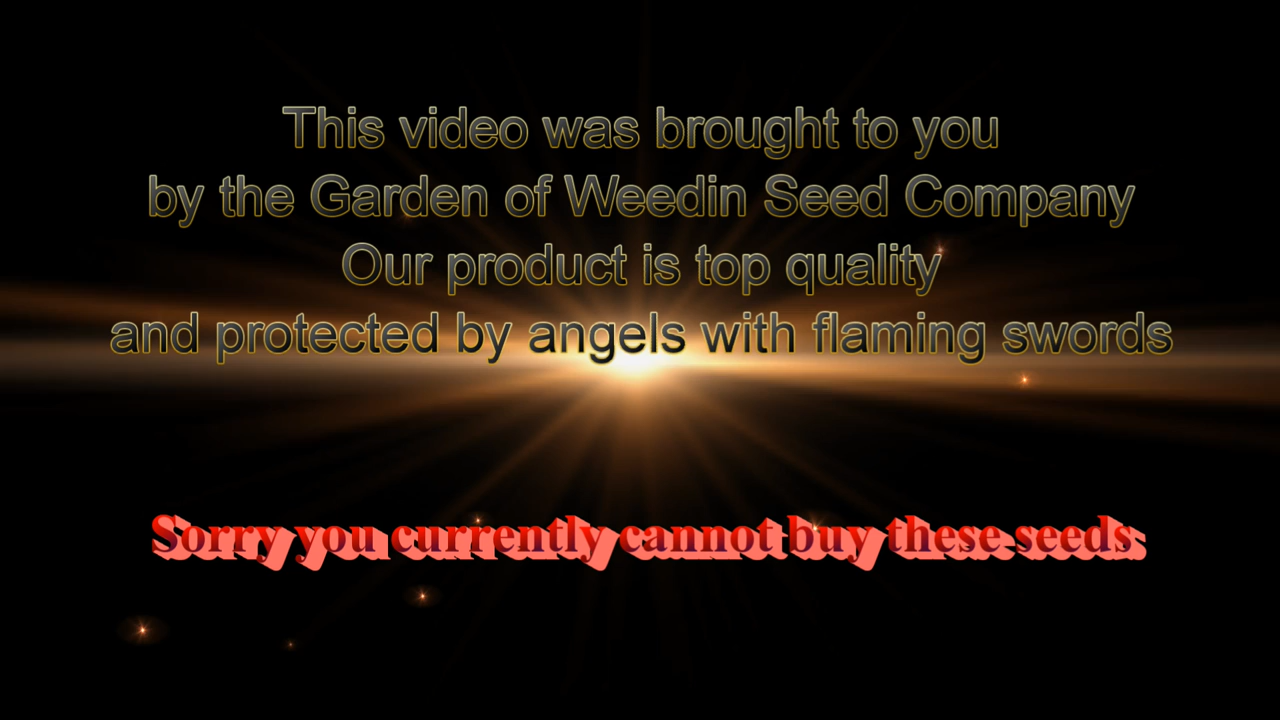 This video was brought to you
by the Garden of Weedin Seed Company
Our product is top quality
and protected by angels with flaming swords
Sorry you currently cannot buy these seeds.